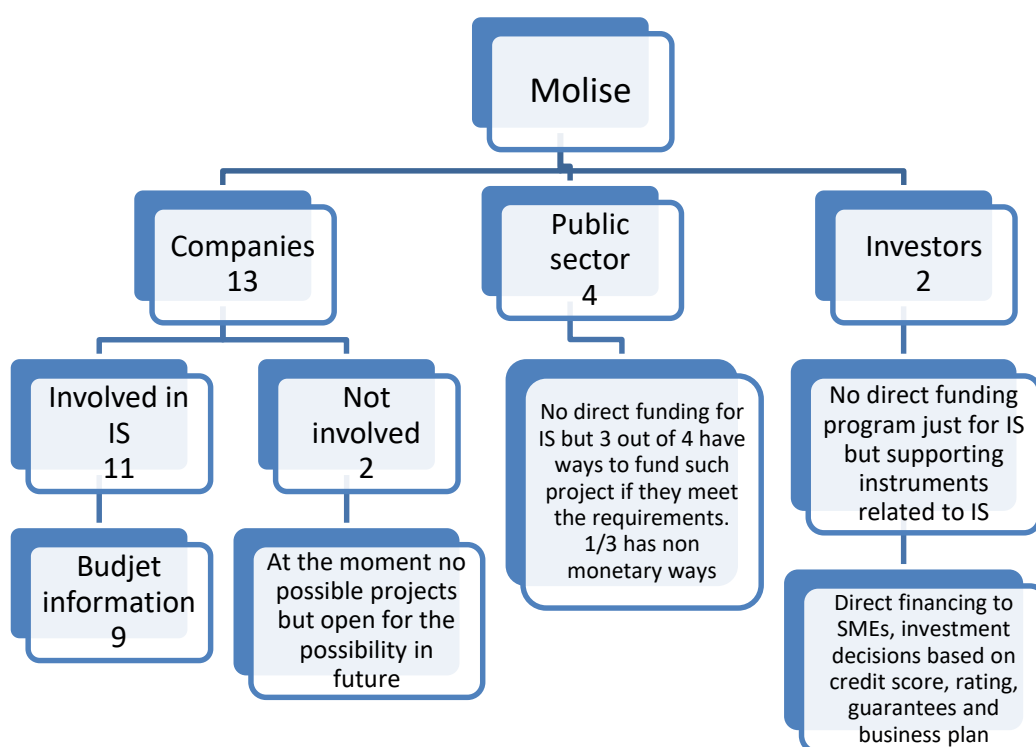 Molise
Companies
13
Public
sector
4
Investors
2
Involved in
IS
11
Not
involved
2
No direct funding for
IS but 3 out of 4 have
ways to fund such
project if they meet
the requirements.
1/3 has non
monetary ways
No direct funding
program just for IS
but supporting
instruments
related to IS
Budjet
information
9
At the moment no
possible projects
but open for the
possibility in
future
Direct financing to
SMEs, investment
decisions based on
credit score, rating,
guarantees and
business plan